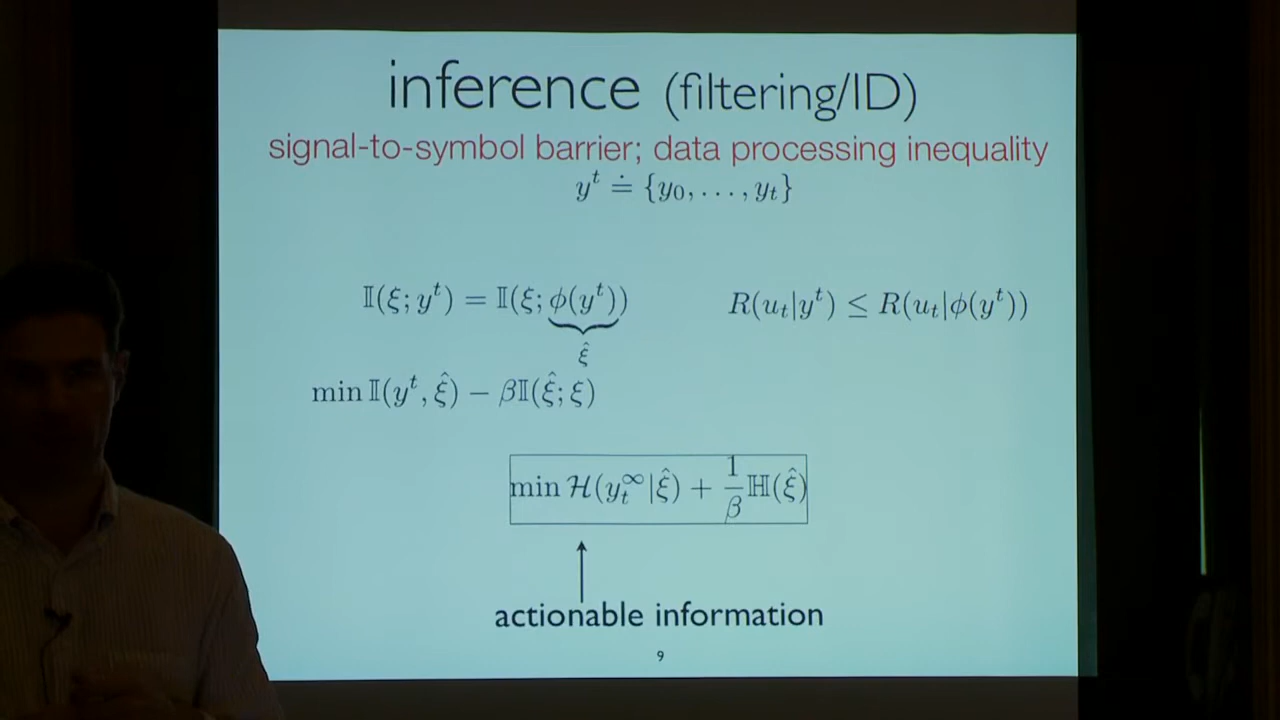 inference (filtering/ID)
signal-to-symbol barrier; data processing inequality
y^t ≐ {y_0, . . . , y_t}
𝕀(ξ; y^t) = 𝕀(ξ; ϕ(y^t)) R(u_t|y^t) ≤ R(u_t|ϕ(y^t))
ξ̂
min 𝕀(y^t, ξ̂) − β𝕀(ξ̂; ξ)
min ℋ(y_t^∞|ξ̂) + 1/β ℍ(ξ̂)
actionable information
9